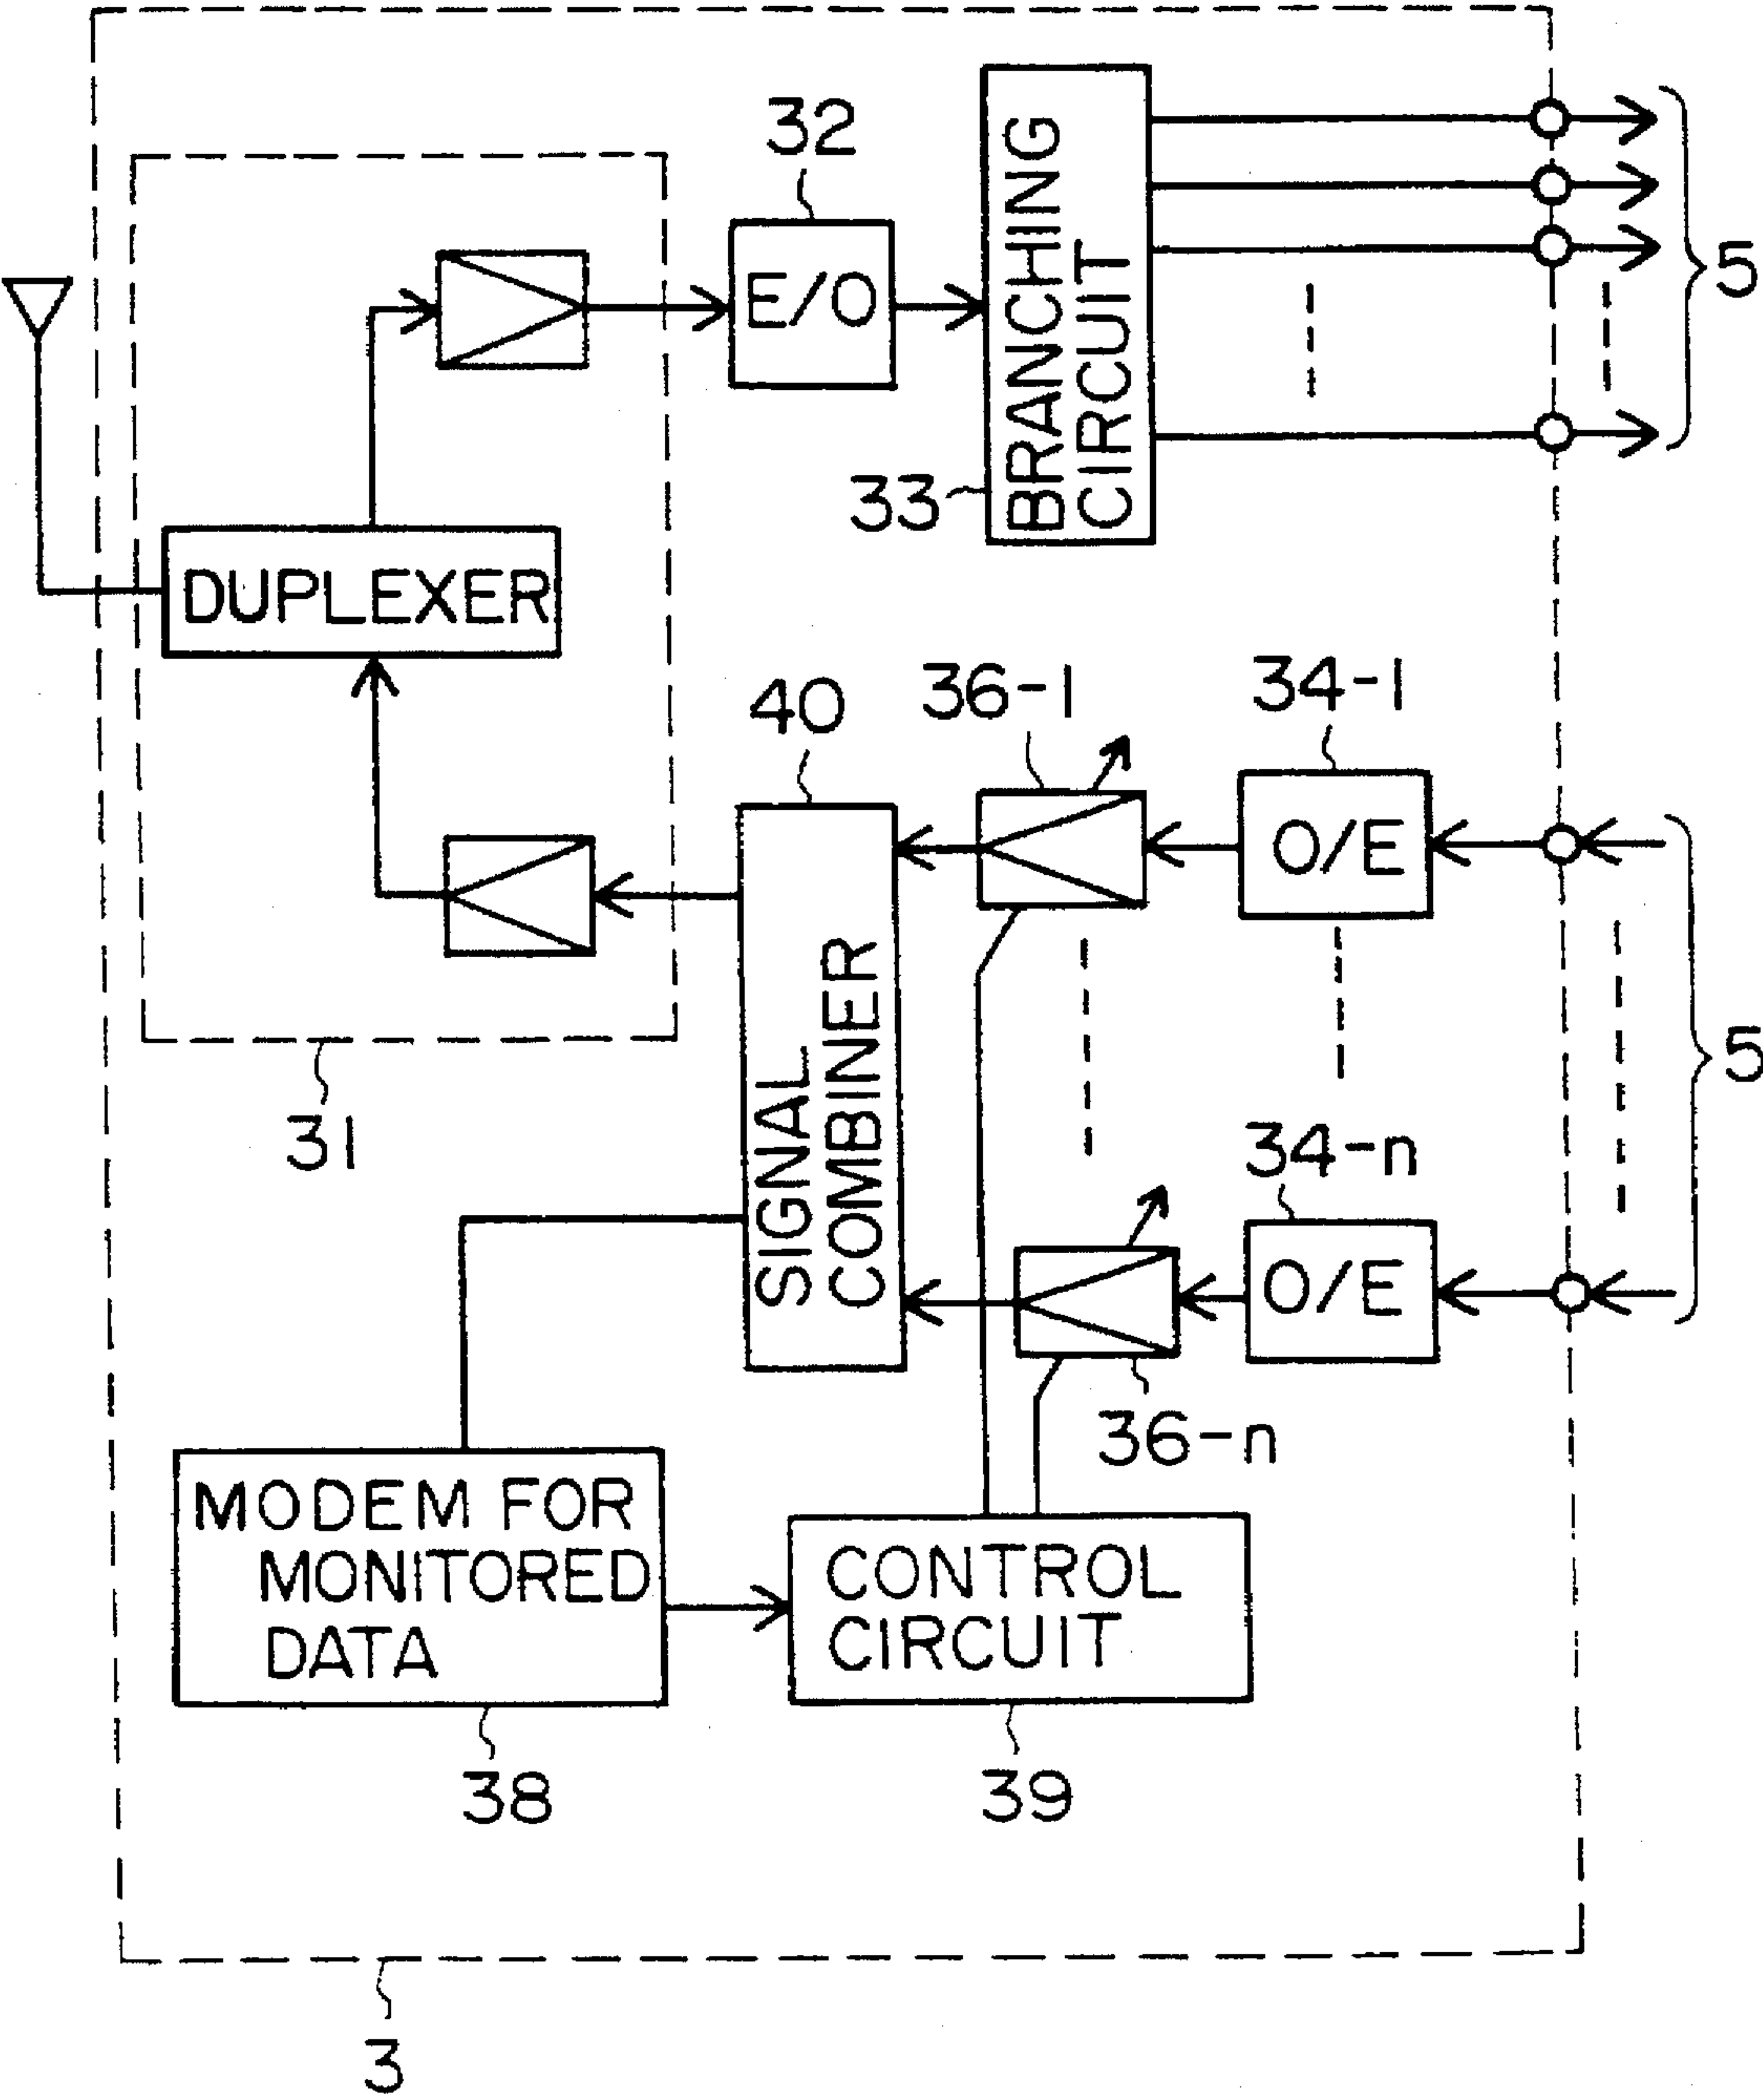 32
E/O
BRANCHING
CIRCUIT
33
5
DUPLEXER
40
36-1
34-1
O/E
SIGNAL
COMBINER
31
5
34-n
O/E
36-n
MODEM FOR
MONITORED
DATA
CONTROL
CIRCUIT
38
39
3